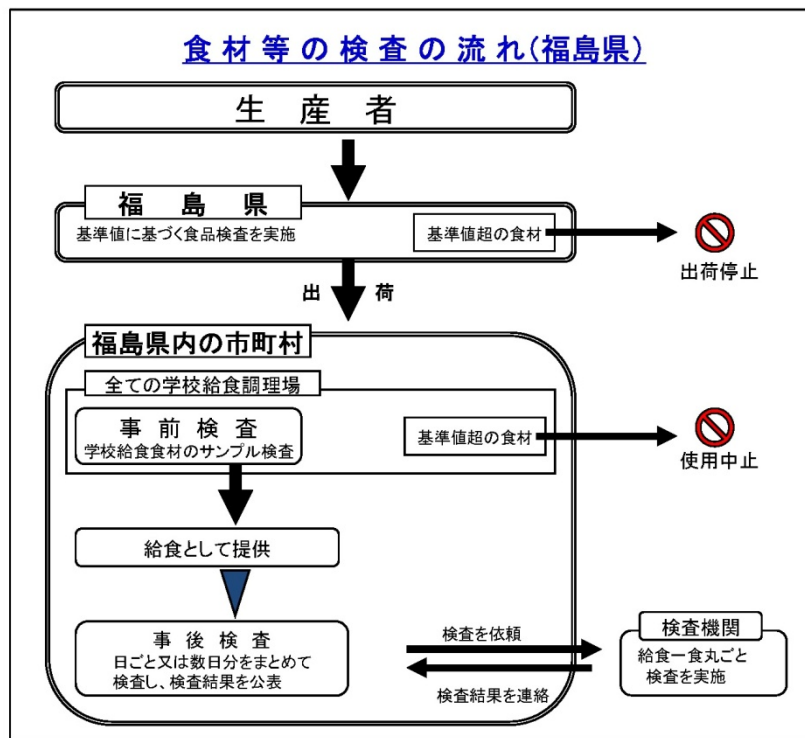 食材等の検査の流れ(福島県)
生産者
福島県
基準値に基づく食品検査を実施
基準値超の食材
出荷停止
出荷
福島県内の市町村
全ての学校給食調理場
事前検査
学校給食食材のサンプル検査
基準値超の食材
使用中止
給食として提供
事後検査
日ごと又は数日分をまとめて
検査し、検査結果を公表
検査を依頼
検査結果を連絡
検査機関
給食一食丸ごと
検査を実施